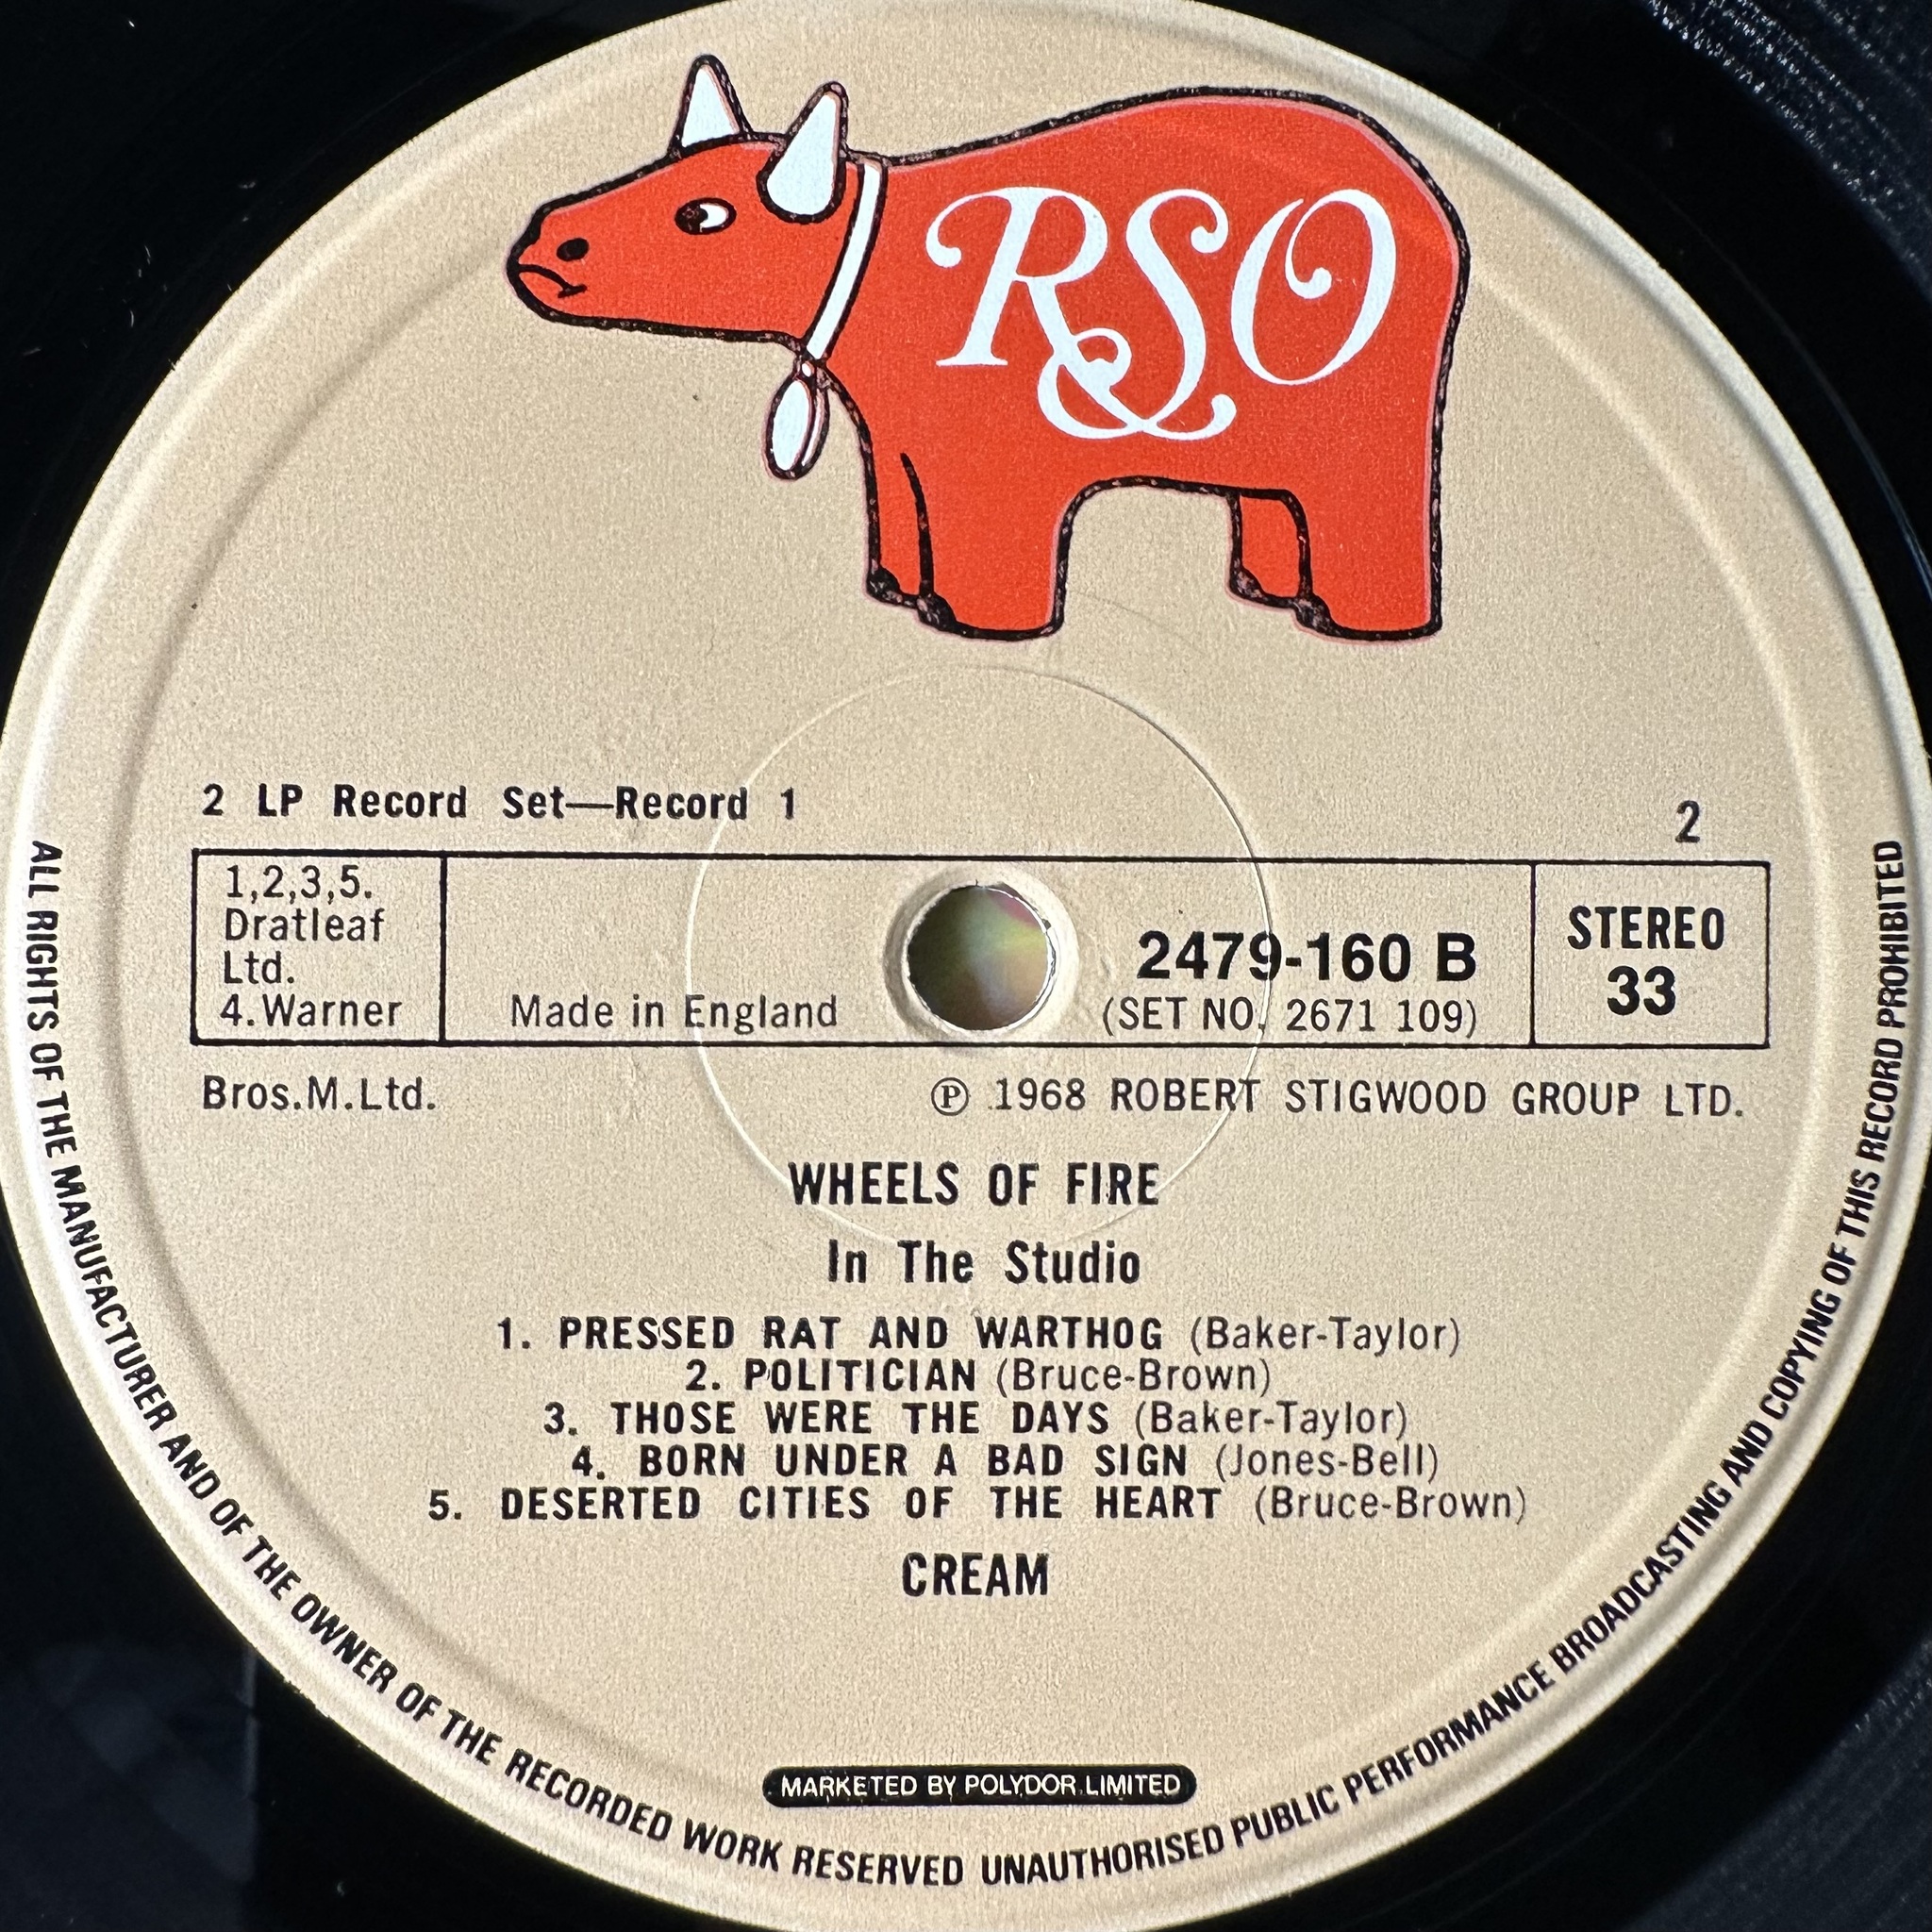 RSO
2 LP Record Set—Record 1
2
1,2,3,5.
Dratleaf
Ltd.
4.Warner
Bros.M.Ltd.
Made in England
2479-160 B
(SET NO. 2671 109)
STEREO
33
℗ 1968 ROBERT STIGWOOD GROUP LTD.
WHEELS OF FIRE
In The Studio
1. PRESSED RAT AND WARTHOG (Baker-Taylor)
2. POLITICIAN (Bruce-Brown)
3. THOSE WERE THE DAYS (Baker-Taylor)
4. BORN UNDER A BAD SIGN (Jones-Bell)
5. DESERTED CITIES OF THE HEART (Bruce-Brown)
CREAM
MARKETED BY POLYDOR LIMITED
ALL RIGHTS OF THE MANUFACTURER AND OF THE OWNER OF THE RECORDED WORK RESERVED UNAUTHORISED PUBLIC PERFORMANCE BROADCASTING AND COPYING OF THIS RECORD PROHIBITED